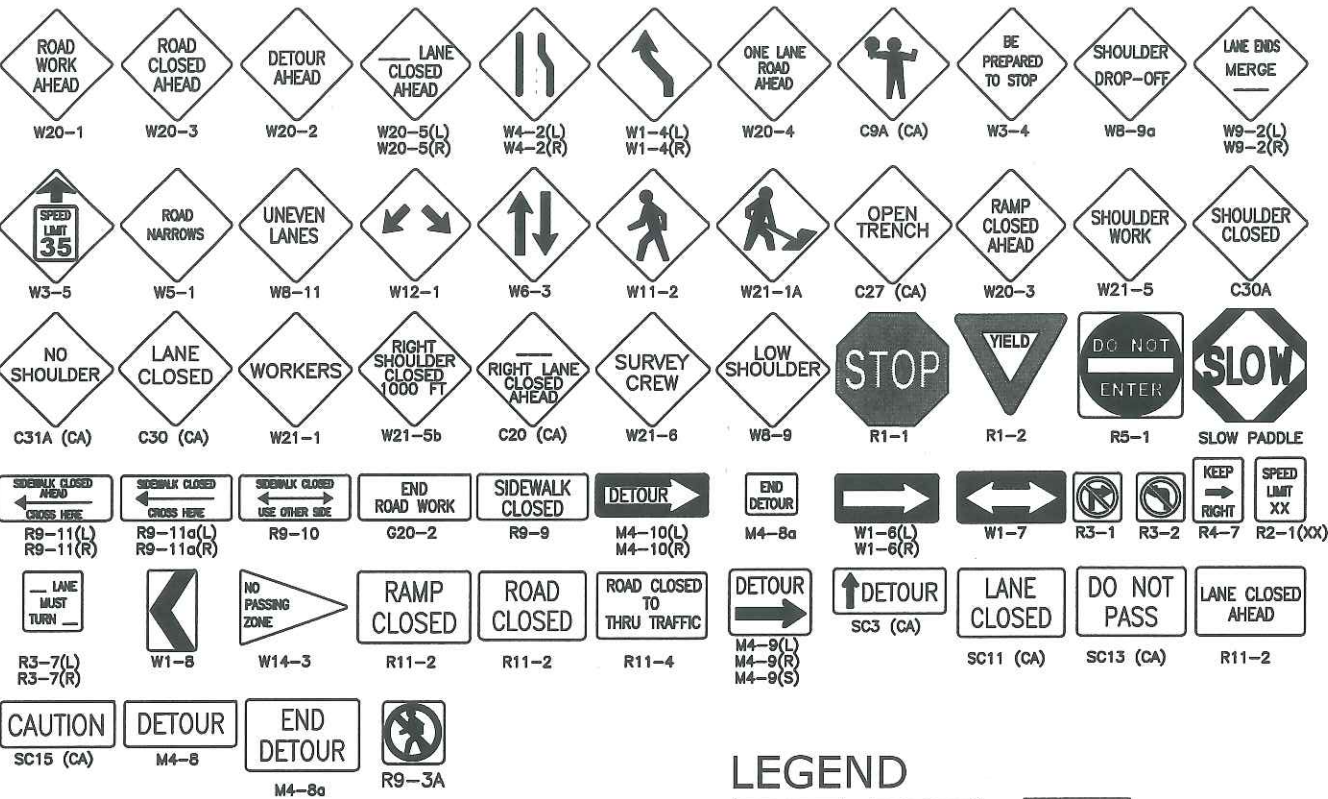 ROAD
WORK
AHEAD
W20-1
ROAD
CLOSED
AHEAD
W20-3
DETOUR
AHEAD
W20-2
__ LANE
CLOSED
AHEAD
W20-5(L)
W20-5(R)
W4-2(L)
W4-2(R)
W1-4(L)
W1-4(R)
ONE LANE
ROAD
AHEAD
W20-4
C9A (CA)
BE
PREPARED
TO STOP
W3-4
SHOULDER
DROP-OFF
W8-9a
LANE ENDS
MERGE
__
W9-2(L)
W9-2(R)
SPEED
LIMIT
35
W3-5
ROAD
NARROWS
W5-1
UNEVEN
LANES
W8-11
W12-1
W6-3
W11-2
W21-1A
OPEN
TRENCH
C27 (CA)
RAMP
CLOSED
AHEAD
W20-3
SHOULDER
WORK
W21-5
SHOULDER
CLOSED
C30A
NO
SHOULDER
C31A (CA)
LANE
CLOSED
C30 (CA)
WORKERS
W21-1
RIGHT
SHOULDER
CLOSED
1000 FT
W21-5b
__
RIGHT LANE
CLOSED
AHEAD
C20 (CA)
SURVEY
CREW
W21-6
LOW
SHOULDER
W8-9
STOP
R1-1
YIELD
R1-2
DO NOT
ENTER
R5-1
SLOW
SLOW PADDLE
SIDEWALK CLOSED
AHEAD
CROSS HERE
R9-11(L)
R9-11(R)
SIDEWALK CLOSED
CROSS HERE
R9-11a(L)
R9-11a(R)
SIDEWALK CLOSED
USE OTHER SIDE
R9-10
END
ROAD WORK
G20-2
SIDEWALK
CLOSED
R9-9
DETOUR
M4-10(L)
M4-10(R)
END
DETOUR
M4-8a
W1-6(L)
W1-6(R)
W1-7
R3-1
R3-2
KEEP
RIGHT
R4-7
SPEED
LIMIT
XX
R2-1(XX)
__ LANE
MUST
TURN __
R3-7(L)
R3-7(R)
W1-8
NO
PASSING
ZONE
W14-3
RAMP
CLOSED
R11-2
ROAD
CLOSED
R11-2
ROAD CLOSED
TO
THRU TRAFFIC
R11-4
DETOUR
M4-9(L)
M4-9(R)
M4-9(S)
DETOUR
SC3 (CA)
LANE
CLOSED
SC11 (CA)
DO NOT
PASS
SC13 (CA)
LANE CLOSED
AHEAD
R11-2
CAUTION
SC15 (CA)
DETOUR
M4-8
END
DETOUR
M4-8a
R9-3A
LEGEND